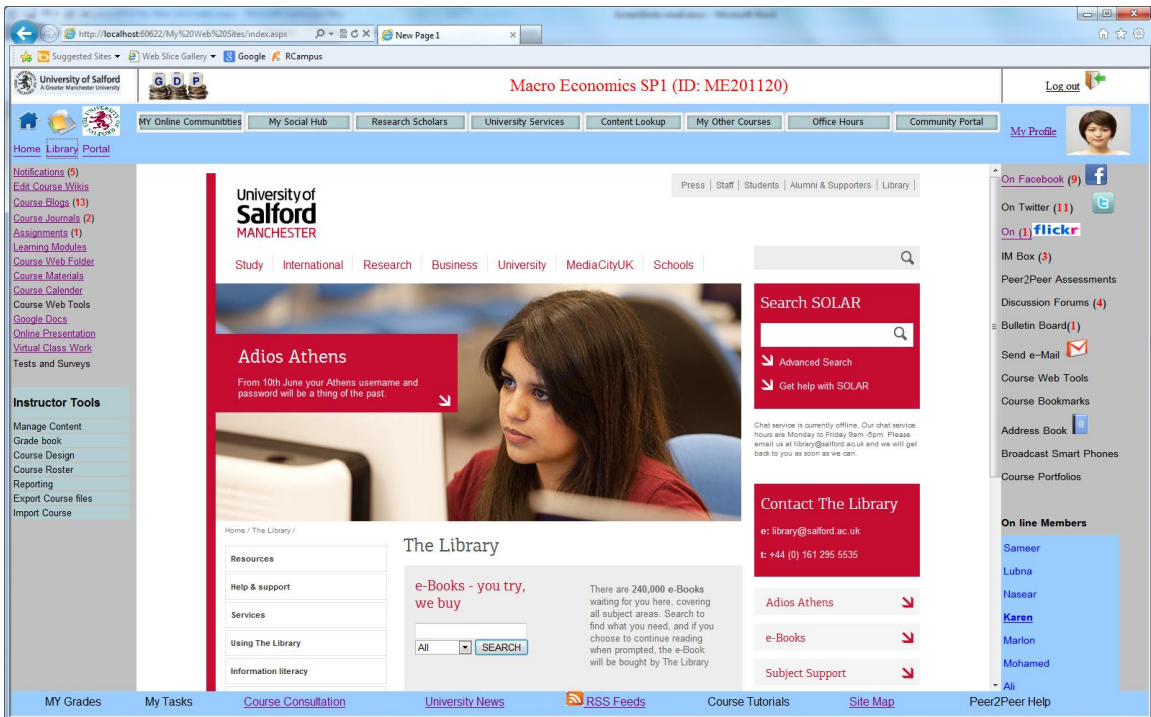 http://localhost:60622/My%20Web%20Sites/index.aspx
New Page 1
Suggested Sites
Web Slice Gallery
Google
RCampus
University of Salford
A Greater Manchester University
G D P
Macro Economics SP1 (ID: ME201120)
Log out
MY Online Communitities
My Social Hub
Research Scholars
University Services
Content Lookup
My Other Courses
Office Hours
Community Portal
My Profile
Home Library Portal
Notifications (5)
Edit Course Wikis
Course Blogs (13)
Course Journals (2)
Assignments (1)
Learning Modules
Course Web Folder
Course Materials
Course Calender
Course Web Tools
Google Docs
Online Presentation
Virtual Class Work
Tests and Surveys
Instructor Tools
Manage Content
Grade book
Course Design
Course Roster
Reporting
Export Course files
Import Course
University of
Salford
MANCHESTER
Press | Staff | Students | Alumni & Supporters | Library |
Study | International | Research | Business | University | MediaCityUK | Schools
Adios Athens
From 10th June your Athens username and
password will be a thing of the past.
Search SOLAR
Advanced Search
Get help with SOLAR
Chat service is currently offline. Our chat service
hours are Monday to Friday 9am -5pm. Please
email us at library@salford.ac.uk and we will get
back to you as soon as we can.
Contact The Library
e: library@salford.ac.uk
t: +44 (0) 161 295 5535
Adios Athens
e-Books
Subject Support
Home / The Library /
Resources
Help & support
Services
Using The Library
Information literacy
The Library
e-Books - you try,
we buy
All
SEARCH
There are 240,000 e-Books
waiting for you here, covering
all subject areas. Search to
find what you need, and if you
choose to continue reading
when prompted, the e-Book
will be bought by The Library
On Facebook (9)
On Twitter (11)
On (1) flickr
IM Box (3)
Peer2Peer Assessments
Discussion Forums (4)
Bulletin Board(1)
Send e-Mail
Course Web Tools
Course Bookmarks
Address Book
Broadcast Smart Phones
Course Portfolios
On line Members
Sameer
Lubna
Nasear
Karen
Marlon
Mohamed
Ali
MY Grades
My Tasks
Course Consultation
University News
RSS Feeds
Course Tutorials
Site Map
Peer2Peer Help